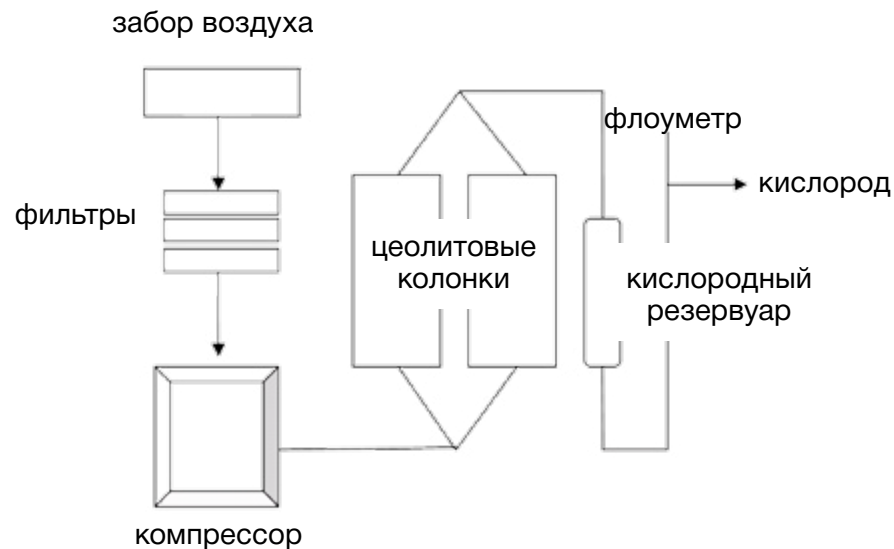 забор воздуха
флоуметр
кислород
фильтры
цеолитовые
колонки
кислородный
резервуар
компрессор